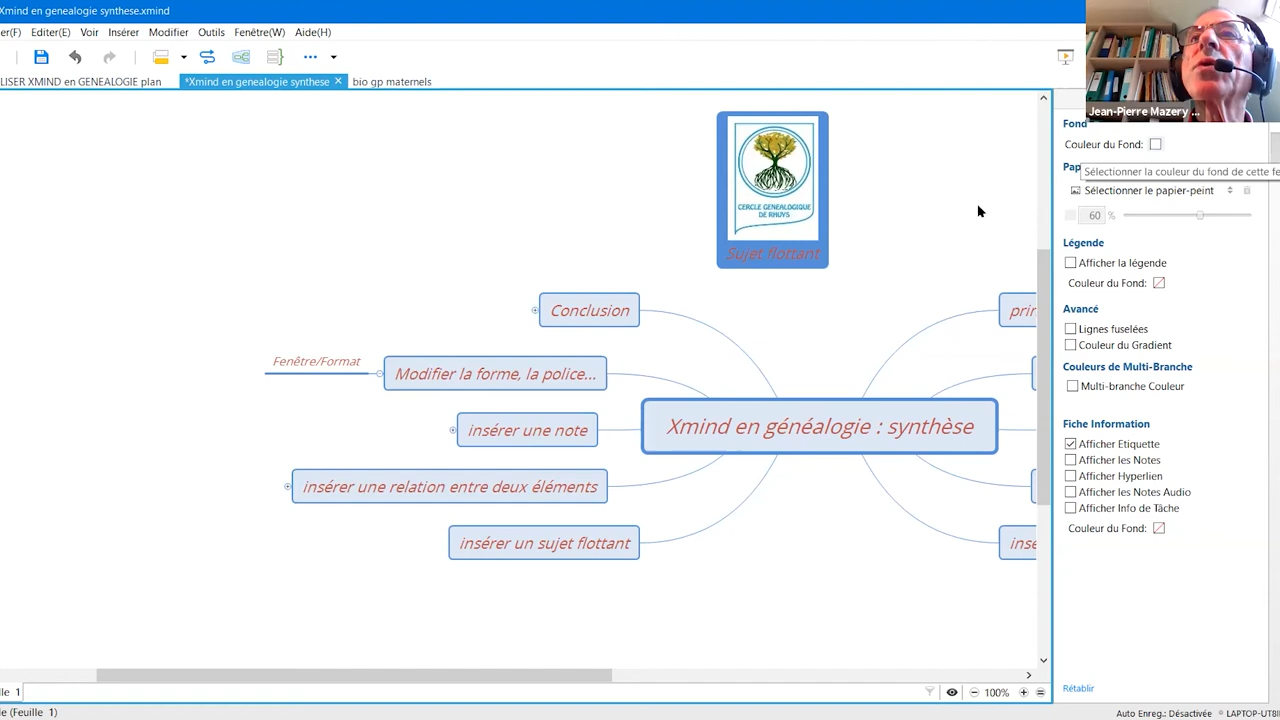 Xmind en genealogie synthese.xmind
er(F) Editer(E) Voir Insérer Modifier Outils Fenêtre(W) Aide(H)
LISER XMIND en GENEALOGIE plan
*Xmind en genealogie synthese
bio gp maternels
Jean-Pierre Mazery ...
CERCLE GENEALOGIQUE
DE RHUYS
Sujet flottant
Conclusion
Fenêtre/Format
Modifier la forme, la police...
insérer une note
insérer une relation entre deux éléments
insérer un sujet flottant
Xmind en généalogie : synthèse
prin
insé
Fond
Couleur du Fond:
Pap
Sélectionner la couleur du fond de cette fe
Sélectionner le papier-peint
60 %
Légende
Afficher la légende
Couleur du Fond:
Avancé
Lignes fuselées
Couleur du Gradient
Couleurs de Multi-Branche
Multi-branche Couleur
Fiche Information
Afficher Etiquette
Afficher les Notes
Afficher Hyperlien
Afficher les Notes Audio
Afficher Info de Tâche
Couleur du Fond:
Rétablir
lle 1
100%
le (Feuille 1)
Auto Enreg.: Désactivée
LAPTOP-UT8I